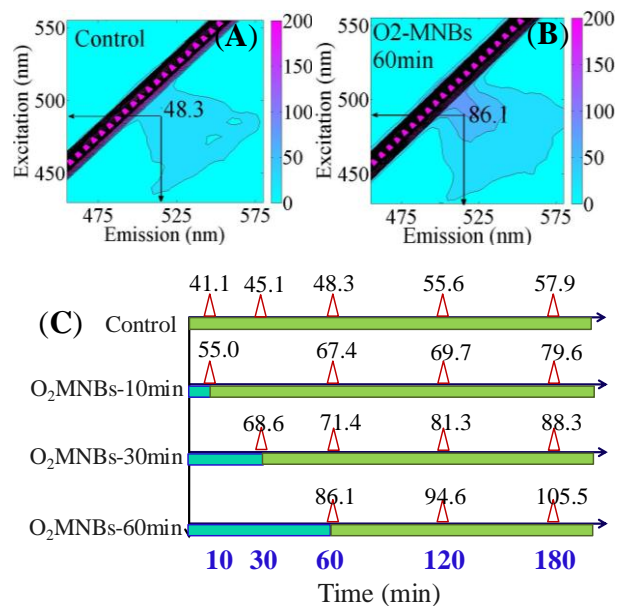 550
500
450
Excitation (nm)
Control
(A)
48.3
475 525 575
Emission (nm)
200
150
100
50
0
550
500
450
Excitation (nm)
O2-MNBs
60min
(B)
86.1
475 525 575
Emission (nm)
200
150
100
50
0
(C)
41.1 45.1 48.3 55.6 57.9
Control
55.0 67.4 69.7 79.6
O₂MNBs-10min
68.6 71.4 81.3 88.3
O₂MNBs-30min
86.1 94.6 105.5
O₂MNBs-60min
10 30 60 120 180
Time (min)